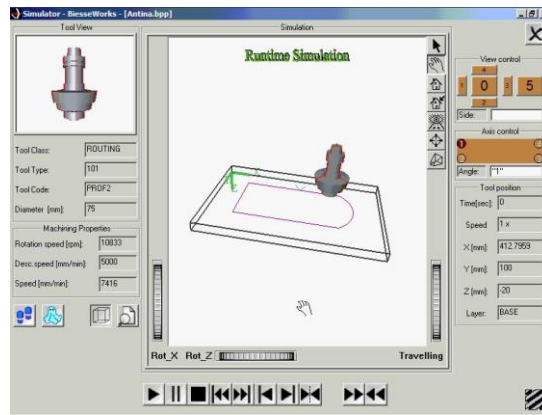 Simulator - BiesseWorks - [Antina.bpp]
Tool View
Simulation
Runtime Simulation
View control
4
1 0 3 5
2
Side:
Axis control
1
Angle: "1"
Tool Class: ROUTING
Tool Type: 101
Tool Code: PROF2
Diameter [mm]: 75
Machining Properties
Rotation speed [rpm]: 10833
Desc.speed [mm/min]: 5000
Speed [mm/min]: 7416
Tool position
Time[sec]: 0
Speed 1 x
X [mm]: 412.7959
Y [mm]: 100
Z [mm]: -20
Layer: BASE
Rot_X Rot_Z
Travelling